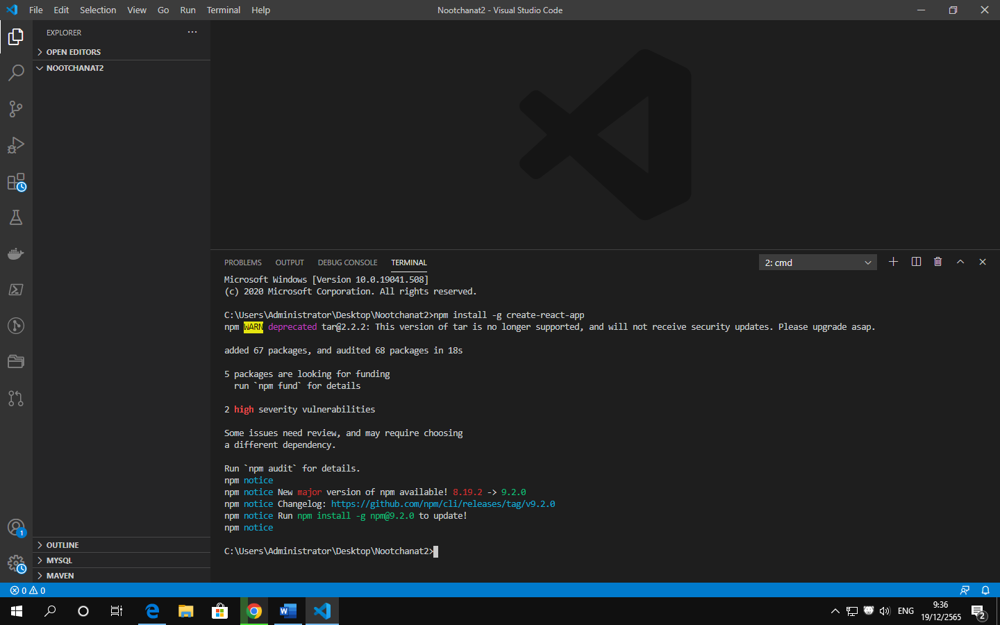 File Edit Selection View Go Run Terminal Help
Nootchanat2 - Visual Studio Code
EXPLORER
OPEN EDITORS
NOOTCHANAT2
OUTLINE
MYSQL
MAVEN
PROBLEMS OUTPUT DEBUG CONSOLE TERMINAL
2: cmd
Microsoft Windows [Version 10.0.19041.508]
(c) 2020 Microsoft Corporation. All rights reserved.
C:\Users\Administrator\Desktop\Nootchanat2>npm install -g create-react-app
npm WARN deprecated tar@2.2.2: This version of tar is no longer supported, and will not receive security updates. Please upgrade asap.
added 67 packages, and audited 68 packages in 18s
5 packages are looking for funding
run `npm fund` for details
2 high severity vulnerabilities
Some issues need review, and may require choosing
a different dependency.
Run `npm audit` for details.
npm notice
npm notice New major version of npm available! 8.19.2 -> 9.2.0
npm notice Changelog: https://github.com/npm/cli/releases/tag/v9.2.0
npm notice Run npm install -g npm@9.2.0 to update!
npm notice
C:\Users\Administrator\Desktop\Nootchanat2>
1
0 0
ENG
9:36
19/12/2565
2